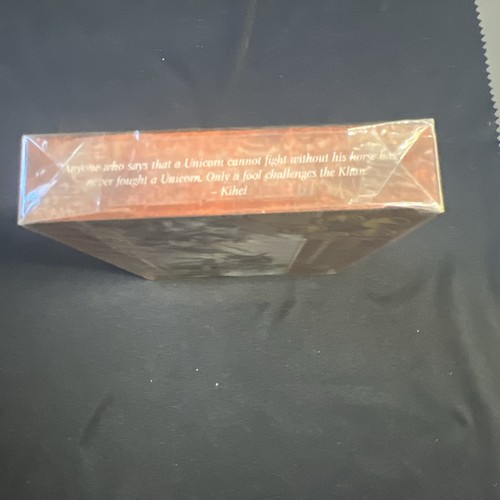 "Anyone who says that a Unicorn cannot fight without his horse has
never fought a Unicorn. Only a fool challenges the Khan"
– Kihei